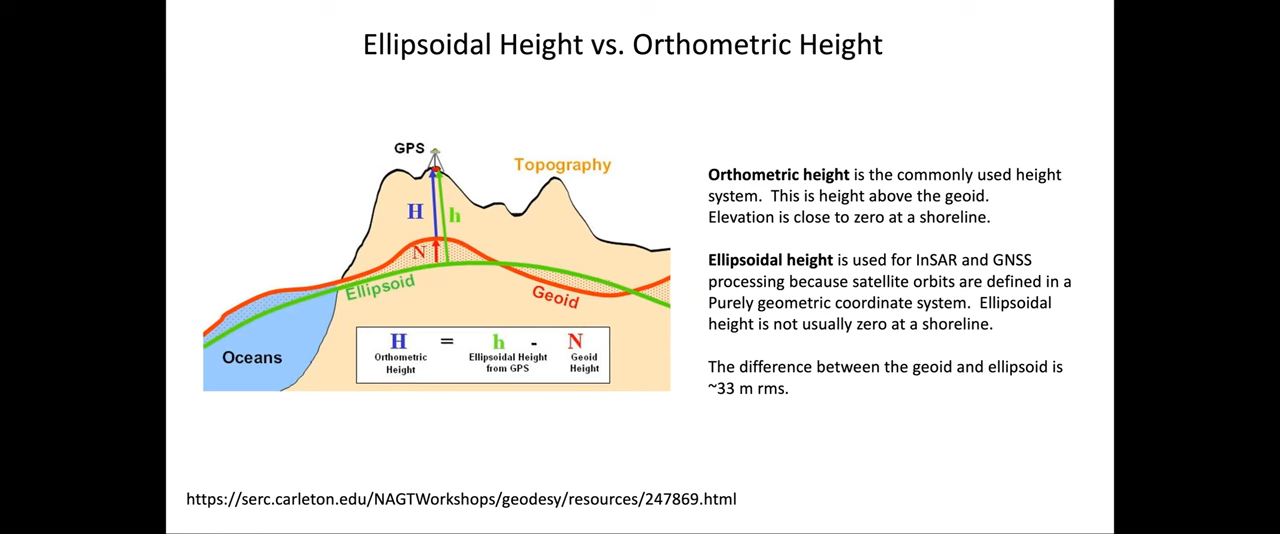 Ellipsoidal Height vs. Orthometric Height
GPS
Topography
H
h
N
Ellipsoid
Geoid
Oceans
H = h - N
Orthometric Height
Ellipsoidal Height from GPS
Geoid Height
Orthometric height is the commonly used height
system. This is height above the geoid.
Elevation is close to zero at a shoreline.
Ellipsoidal height is used for InSAR and GNSS
processing because satellite orbits are defined in a
Purely geometric coordinate system. Ellipsoidal
height is not usually zero at a shoreline.
The difference between the geoid and ellipsoid is
~33 m rms.
https://serc.carleton.edu/NAGTWorkshops/geodesy/resources/247869.html